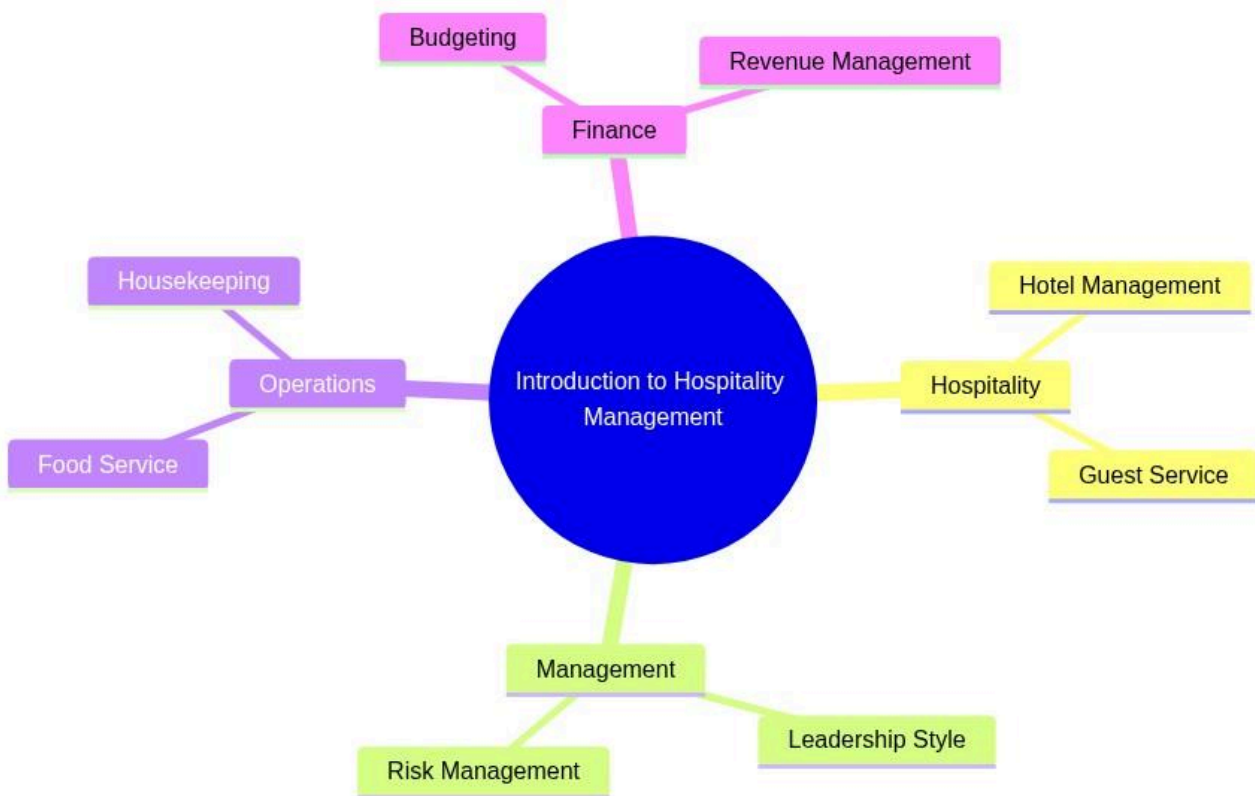 Budgeting
Revenue Management
Finance
Housekeeping
Hotel Management
Operations
Introduction to Hospitality
Management
Hospitality
Food Service
Guest Service
Management
Leadership Style
Risk Management